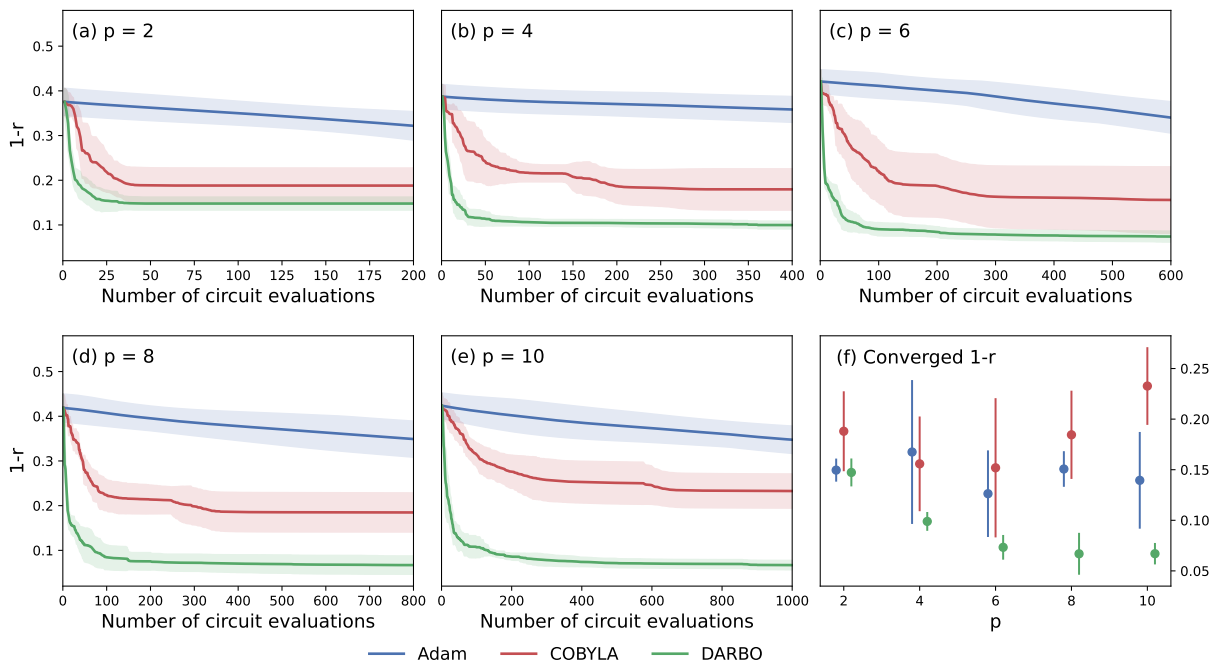 (a) p = 2
(b) p = 4
(c) p = 6
0.5
0.4
0.3
0.2
0.1
1-r
0 25 50 75 100 125 150 175 200
0 50 100 150 200 250 300 350 400
0 100 200 300 400 500 600
Number of circuit evaluations
Number of circuit evaluations
Number of circuit evaluations
(d) p = 8
(e) p = 10
(f) Converged 1-r
0.5
0.4
0.3
0.2
0.1
1-r
0.25
0.20
0.15
0.10
0.05
0 100 200 300 400 500 600 700 800
0 200 400 600 800 1000
2 4 6 8 10
Number of circuit evaluations
Number of circuit evaluations
p
Adam COBYLA DARBO